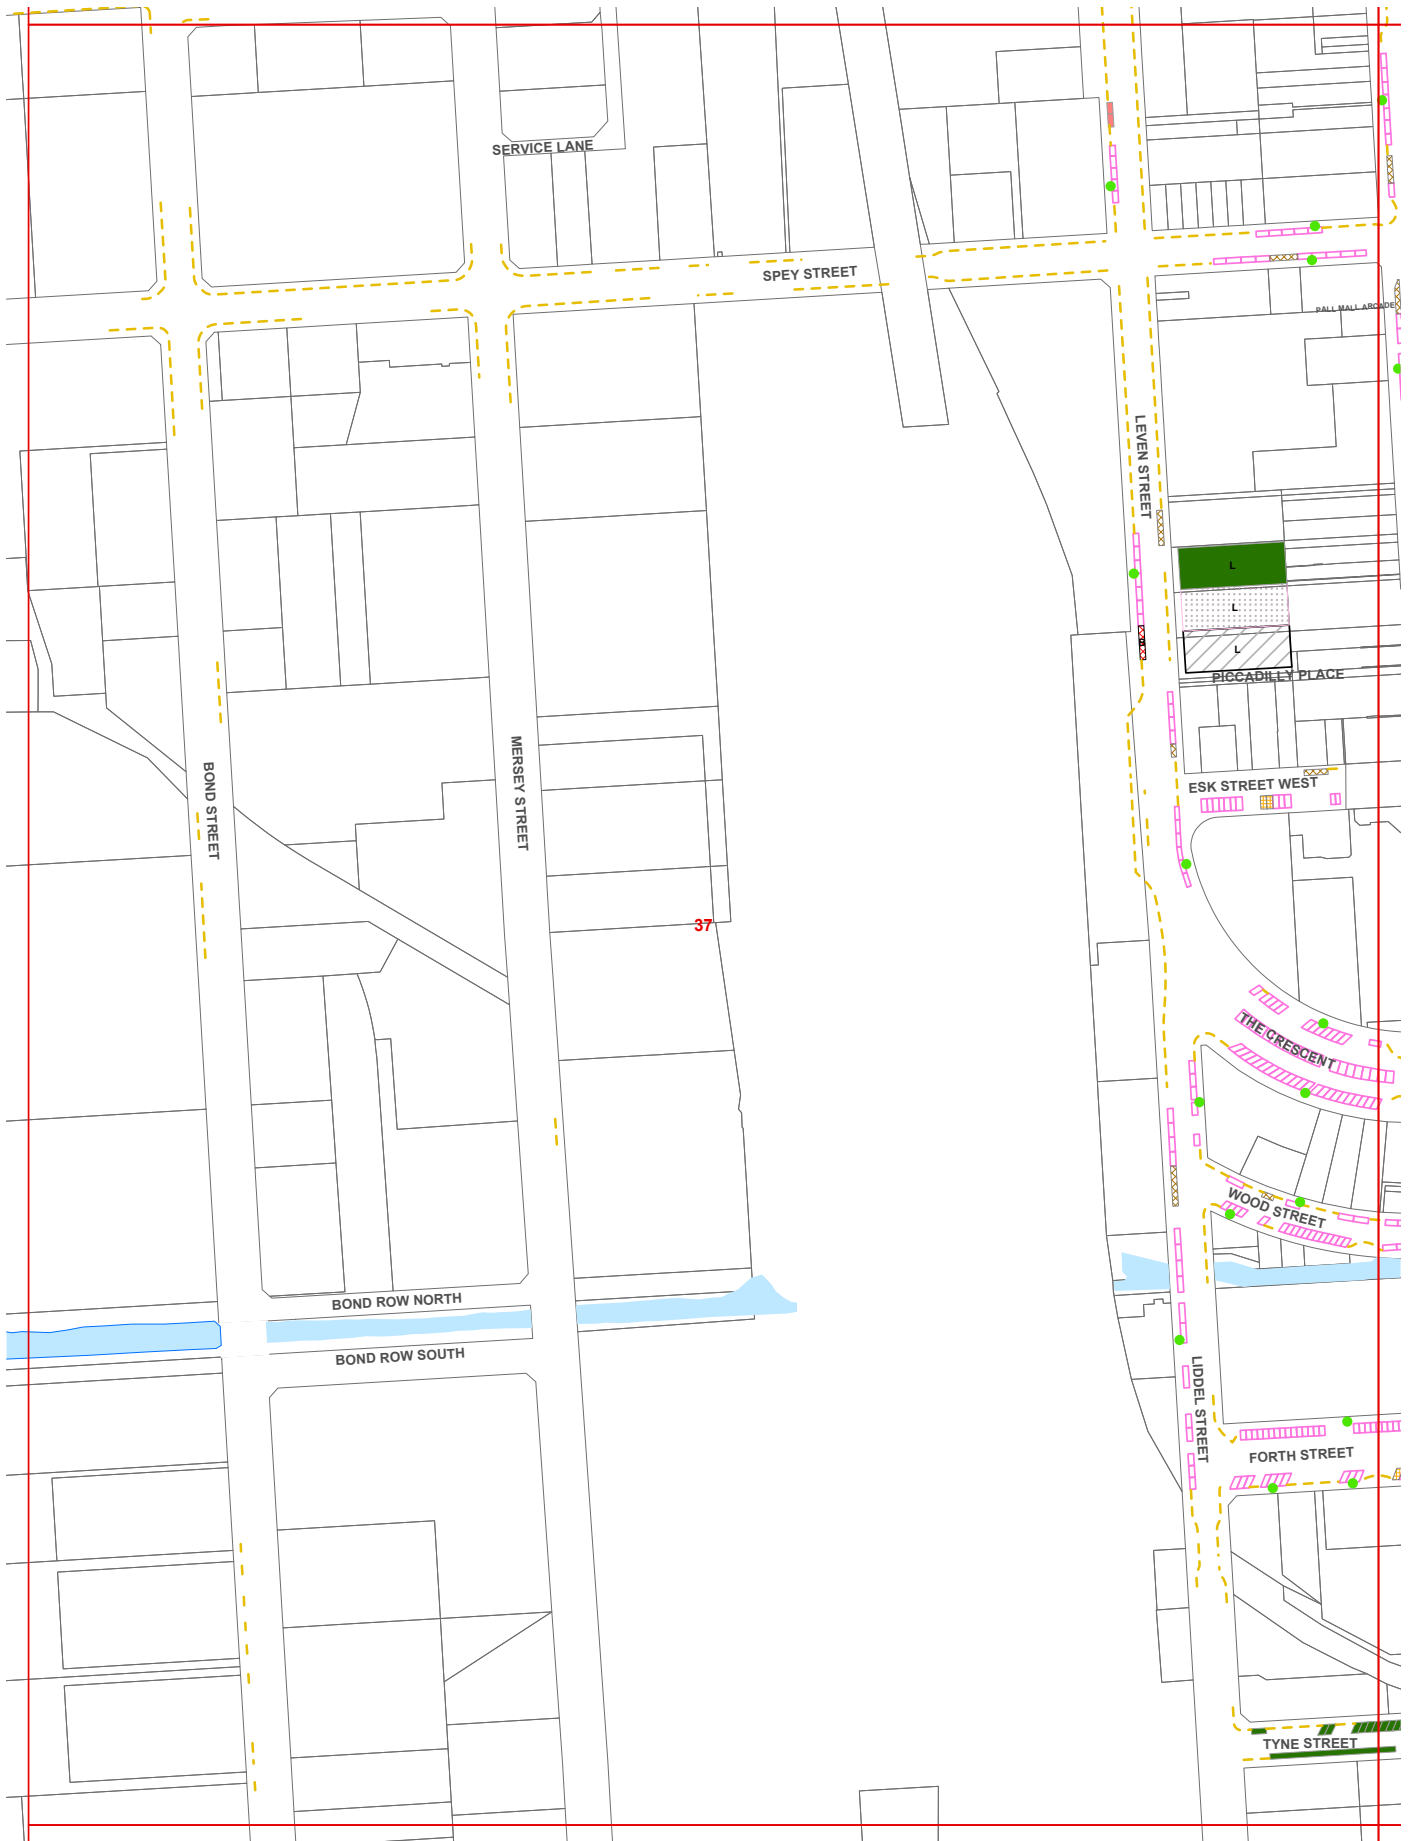 SERVICE LANE
SPEY STREET
PALL MALL ARCADE
LEVEN STREET
L
L
B
L
PICCADILLY PLACE
MERSEY STREET
BOND STREET
ESK STREET WEST
37
THE CRESCENT
WOOD STREET
BOND ROW NORTH
BOND ROW SOUTH
LIDDEL STREET
FORTH STREET
TYNE STREET